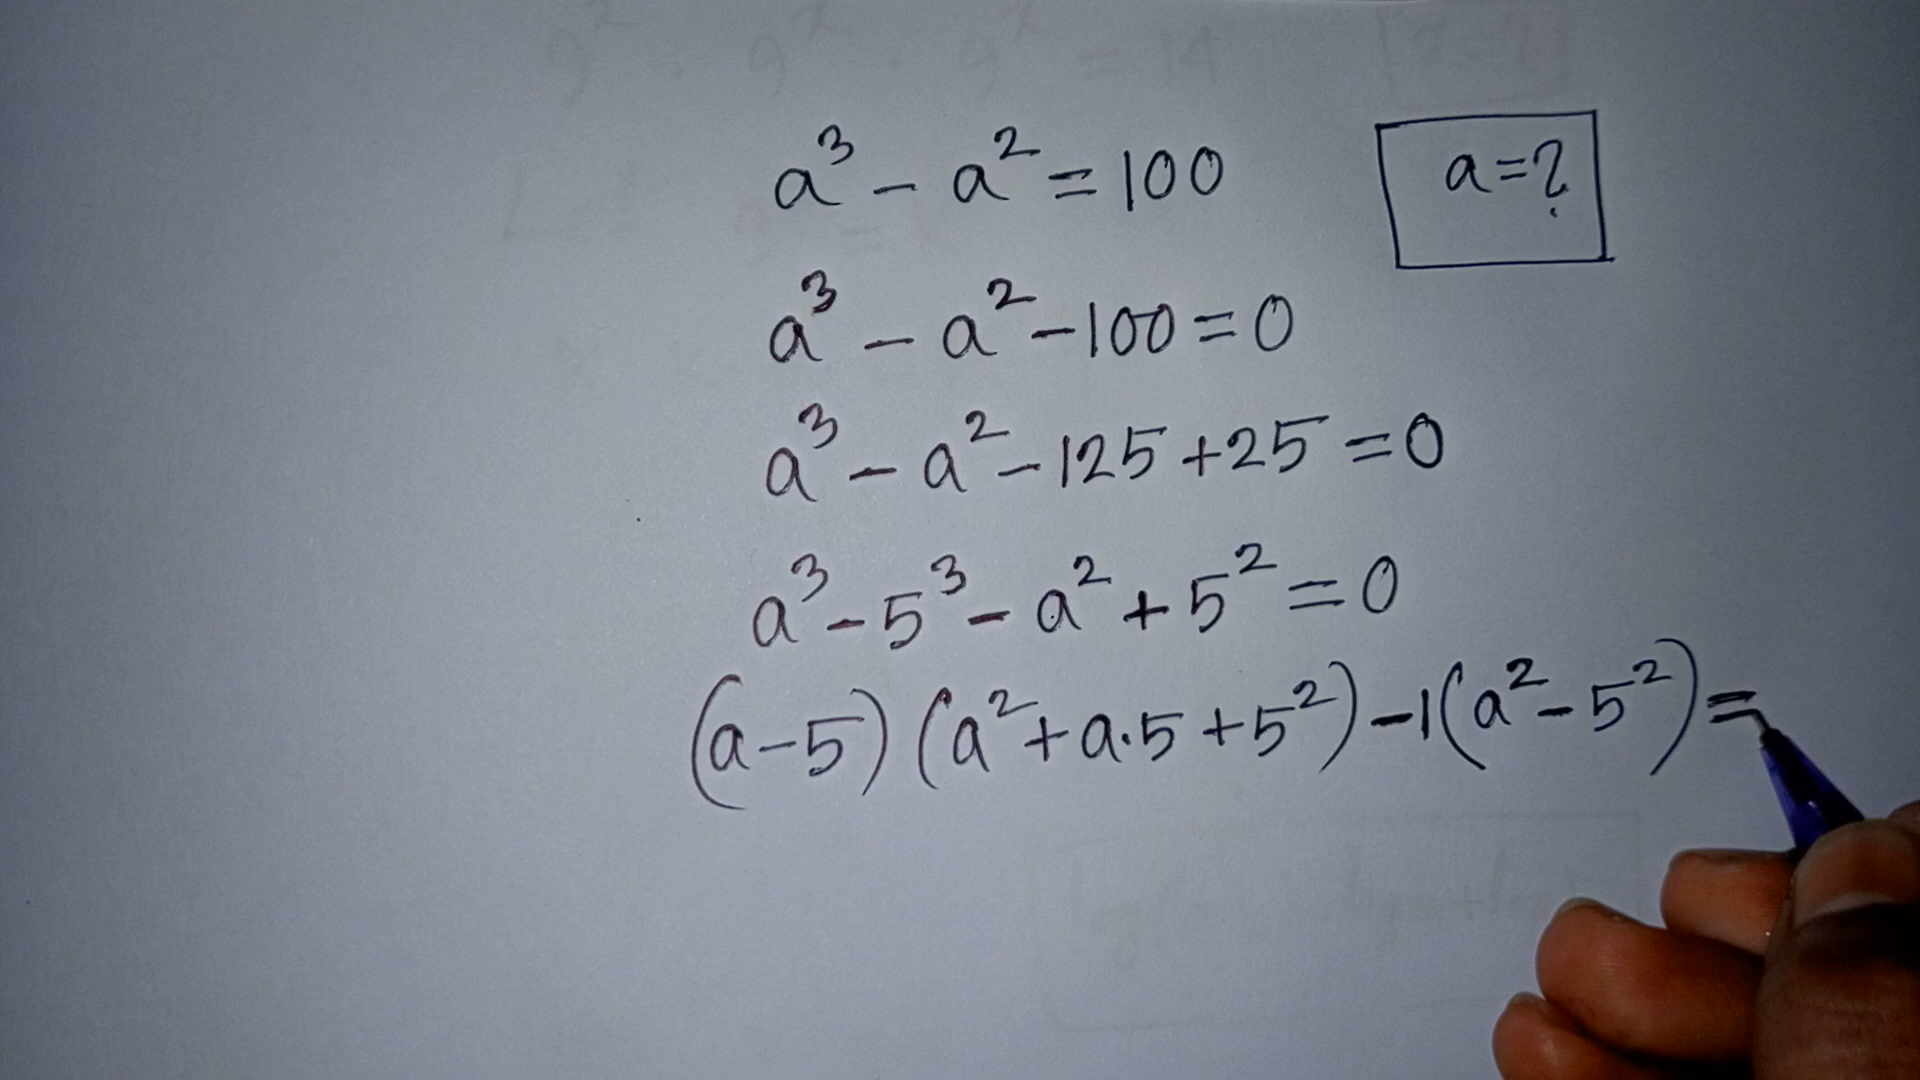 a³ - a² = 100
a = ?
a³ - a² - 100 = 0
a³ - a² - 125 + 25 = 0
a³ - 5³ - a² + 5² = 0
(a - 5) (a² + a.5 + 5²) - 1(a² - 5²) =